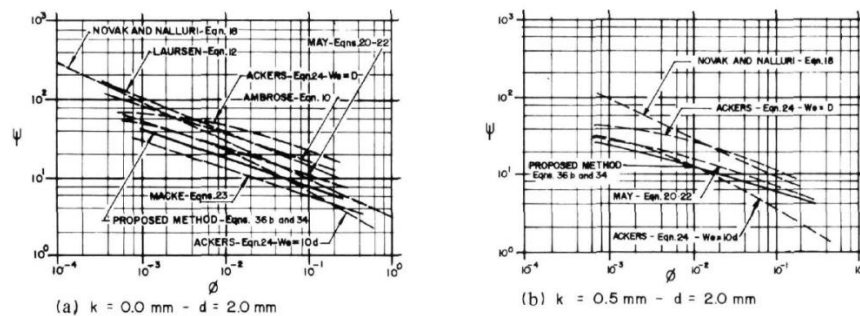 10³
10²
Ψ
10¹
10⁰
NOVAK AND NALLURI-Eqn.18
LAURSEN-Eqn.12
MAY-Eqns.20-22
ACKERS-Eqn.24-We=D
AMBROSE-Eqn.10
MACKE-Eqns.23
PROPOSED METHOD-Eqns. 36b and 34
ACKERS-Eqn.24-We=10d
10⁻⁴ 10⁻³ 10⁻² 10⁻¹ 10⁰
Ø
(a) k = 0.0 mm - d = 2.0 mm
10³
10²
Ψ
10¹
10⁰
NOVAK AND NALLURI-Eqn.18
ACKERS-Eqn.24 - We = D
PROPOSED METHOD
Eqns 36b and 34
MAY-Eqn.20-22
ACKERS - Eqn.24 - We=10d
10⁻⁴ 10⁻³ 10⁻² 10⁻¹
Ø
(b) k = 0.5 mm - d = 2.0 mm